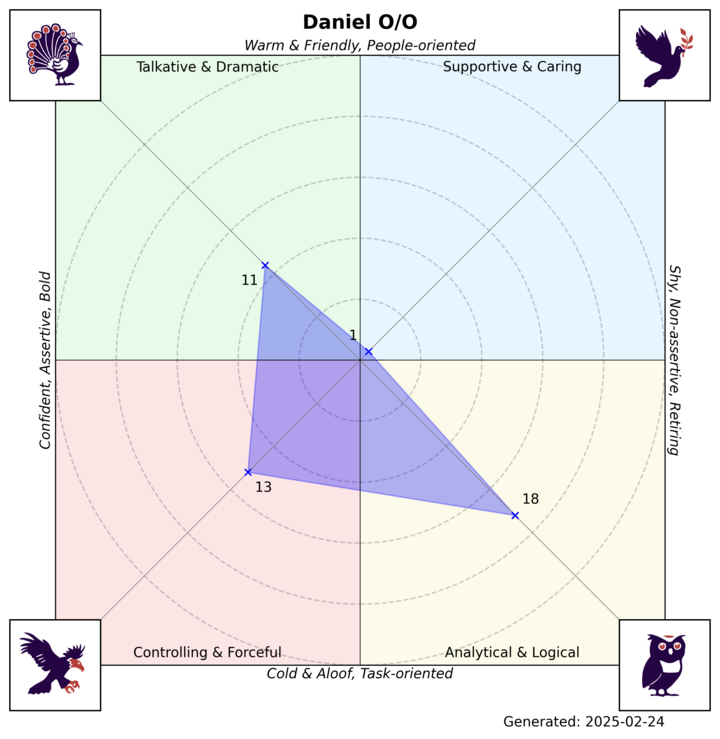 Daniel O/O
Warm & Friendly, People-oriented
Talkative & Dramatic
Supportive & Caring
Confident, Assertive, Bold
Shy, Non-assertive, Retiring
11
1
13
18
Controlling & Forceful
Analytical & Logical
Cold & Aloof, Task-oriented
Generated: 2025-02-24